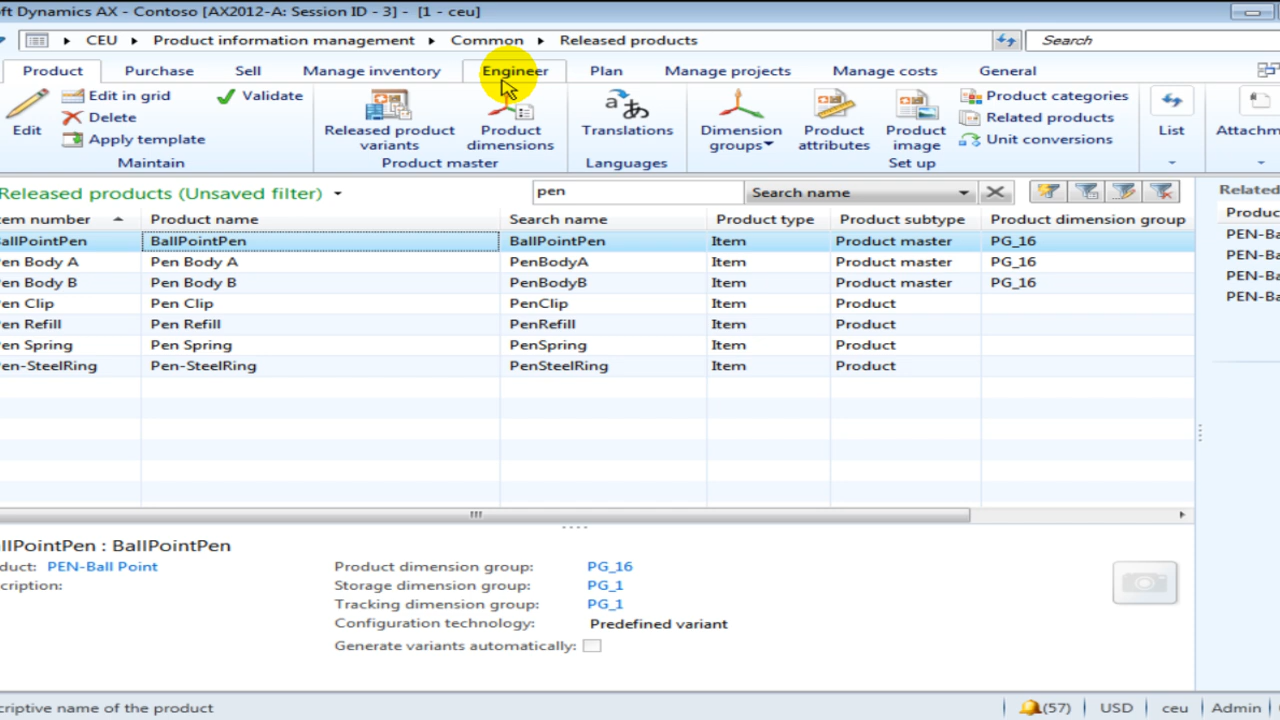 ft Dynamics AX - Contoso [AX2012-A: Session ID - 3] - [1 - ceu]
CEU Product information management Common Released products Search
Product Purchase Sell Manage inventory Engineer Plan Manage projects Manage costs General
Edit
Edit in grid
Delete
Apply template
Validate
Maintain
Released product variants
Product dimensions
Product master
Translations
Languages
Dimension groups
Product attributes
Product image
Product categories
Related products
Unit conversions
Set up
List
Attachm
Released products (Unsaved filter) pen Search name
Related
em number Product name Search name Product type Product subtype Product dimension group
allPointPen BallPointPen BallPointPen Item Product master PG_16
en Body A Pen Body A PenBodyA Item Product master PG_16
en Body B Pen Body B PenBodyB Item Product master PG_16
en Clip Pen Clip PenClip Item Product
en Refill Pen Refill PenRefill Item Product
en Spring Pen Spring PenSpring Item Product
en-SteelRing Pen-SteelRing PenSteelRing Item Product
Produc
PEN-Ba
PEN-Ba
PEN-Ba
PEN-Ba
llPointPen : BallPointPen
duct: PEN-Ball Point
cription:
Product dimension group: PG_16
Storage dimension group: PG_1
Tracking dimension group: PG_1
Configuration technology: Predefined variant
Generate variants automatically:
criptive name of the product (57) USD ceu Admin